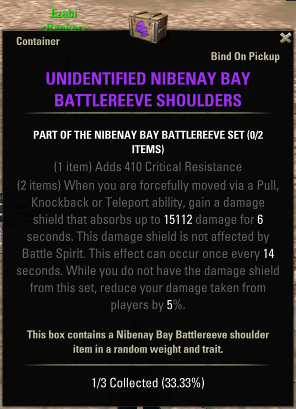 Ezabi
<Banker>
Container
Bind On Pickup
UNIDENTIFIED NIBENAY BAY
BATTLEREEVE SHOULDERS
PART OF THE NIBENAY BAY BATTLEREEVE SET (0/2
ITEMS)
(1 item) Adds 410 Critical Resistance
(2 items) When you are forcefully moved via a Pull,
Knockback or Teleport ability, gain a damage
shield that absorbs up to 15112 damage for 6
seconds. This damage shield is not affected by
Battle Spirit. This effect can occur once every 14
seconds. While you do not have the damage shield
from this set, reduce your damage taken from
players by 5%.
This box contains a Nibenay Bay Battlereeve shoulder
item in a random weight and trait.
1/3 Collected (33.33%)